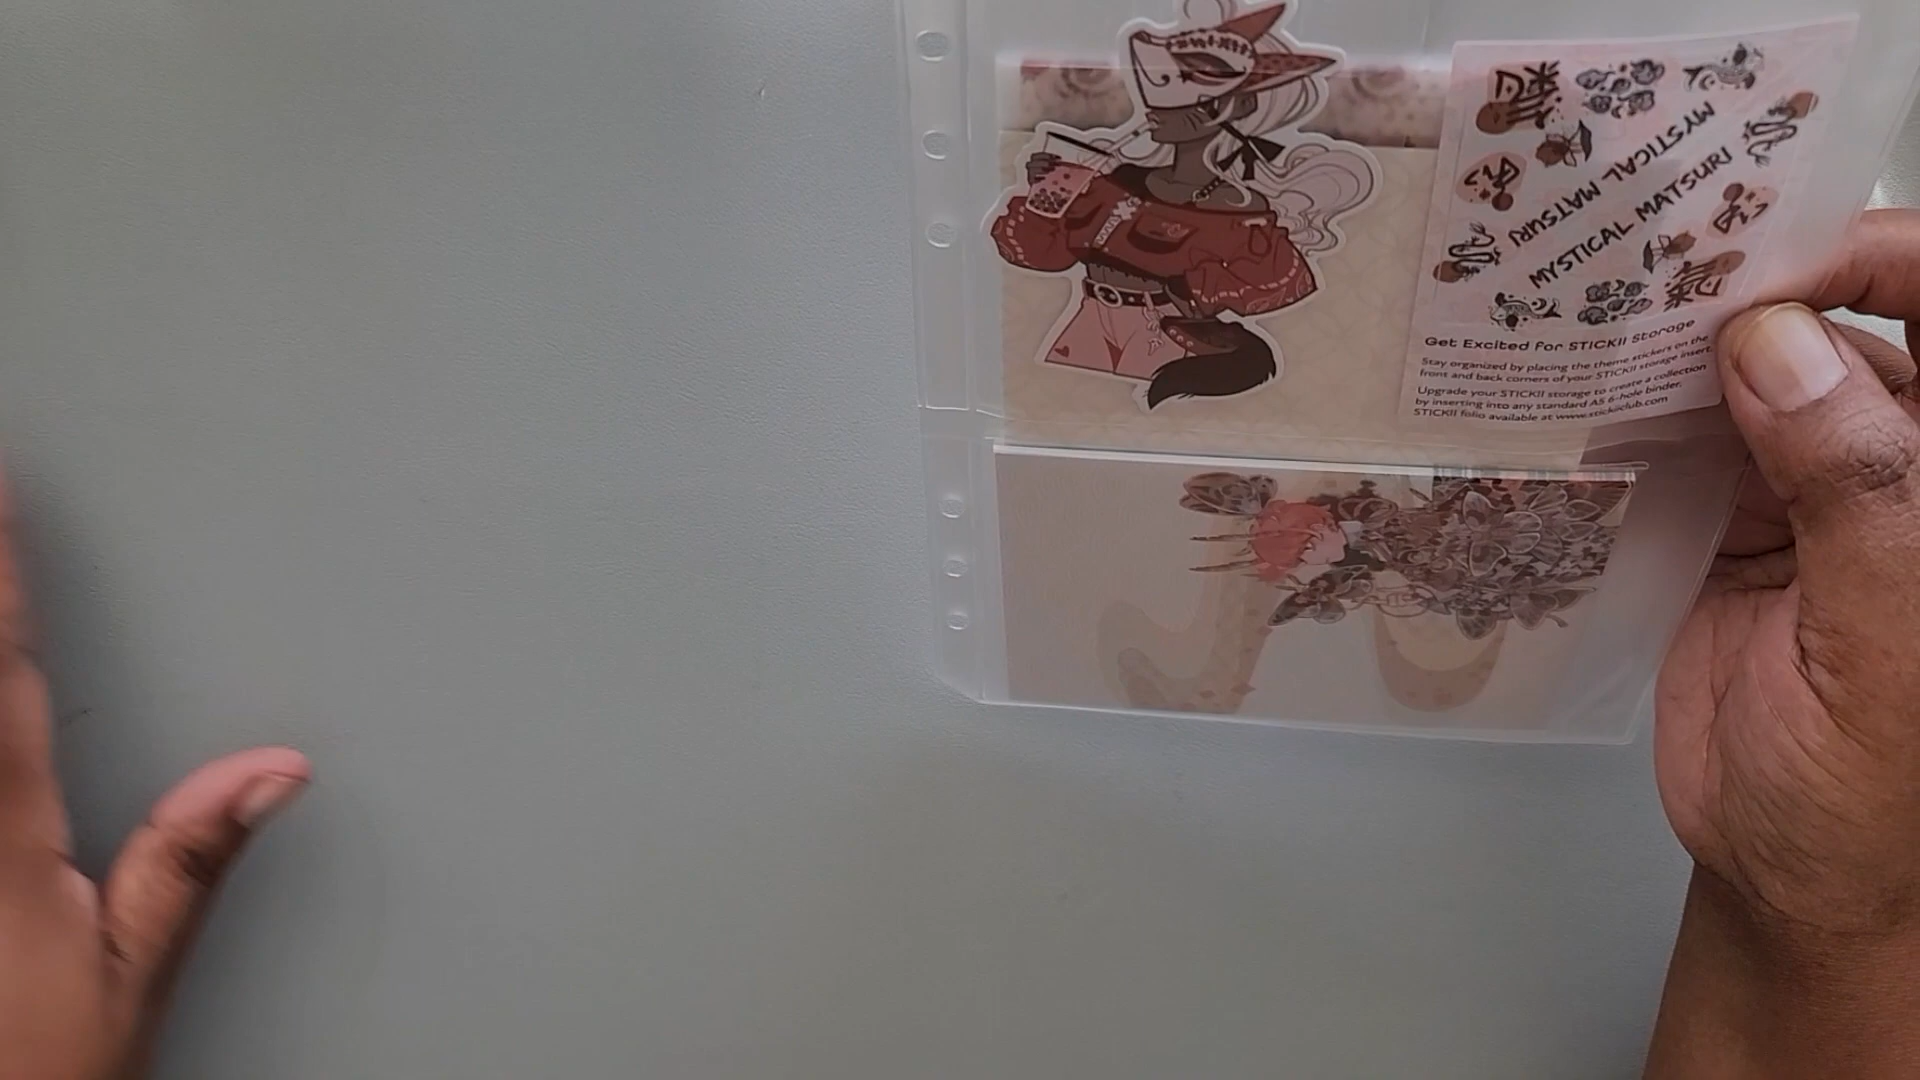 MYSTICAL MATSURI
MYSTICAL MATSURI
Get Excited for STICKII Storage
Stay organized by placing the theme stickers on the
front and back corners of your STICKII storage insert.
Upgrade your STICKII storage to create a collection
by inserting into any standard A5 6-hole binder.
STICKII folio available at www.stickiiclub.com
氣
氣